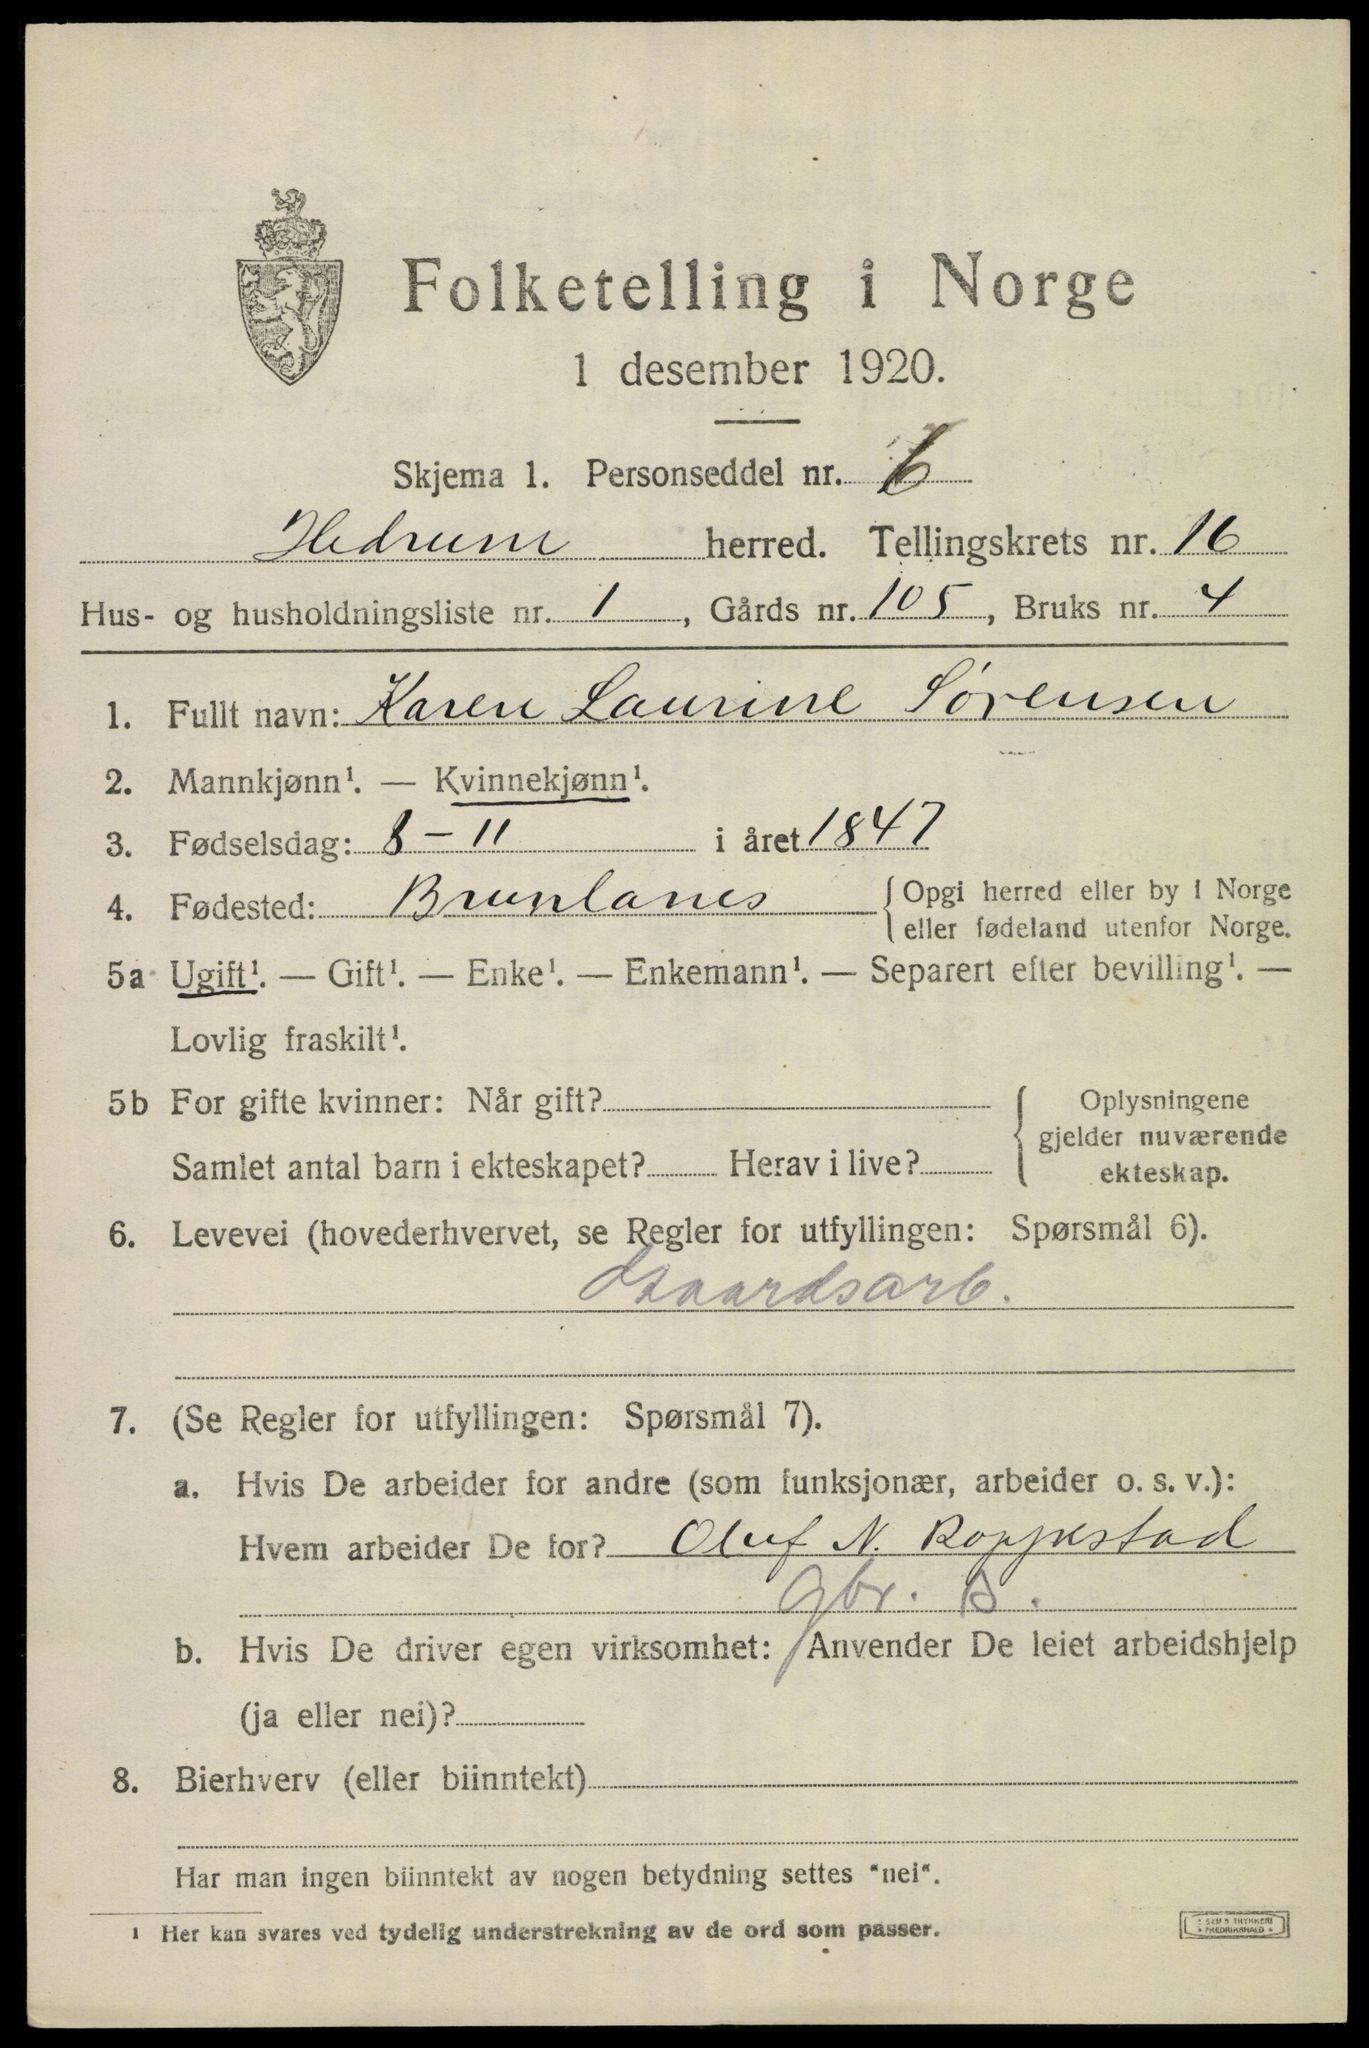 Folketelling i Norge
1 desember 1920.
Skjema 1. Personseddel nr. 6
Hedrum herred. Tellingskrets nr. 16
Hus- og husholdningsliste nr. 1, Gårds nr. 105, Bruks nr. 4
1. Fullt navn: Karen Laurine Sørensen
2. Mannkjønn¹. — Kvinnekjønn¹.
3. Fødselsdag: 8 – 11 i året 1847
4. Fødested: Brunlanes { Opgi herred eller by i Norge
eller fødeland utenfor Norge.
5a Ugift¹. — Gift¹. — Enke¹. — Enkemann¹. — Separert efter bevilling¹. —
Lovlig fraskilt¹.
5b For gifte kvinner: Når gift? { Oplysningene
gjelder nuværende
Samlet antal barn i ekteskapet? Herav i live? ekteskap.
6. Levevei (hovederhvervet, se Regler for utfyllingen: Spørsmål 6).
Gaardsarb.
7. (Se Regler for utfyllingen: Spørsmål 7).
a. Hvis De arbeider for andre (som funksjonær, arbeider o. s. v.):
Hvem arbeider De for? Oluf N. Roppestad
Gbr. S.
b. Hvis De driver egen virksomhet: Anvender De leiet arbeidshjelp
(ja eller nei)?
8. Bierhverv (eller biinntekt)
Har man ingen biinntekt av nogen betydning settes "nei".
¹ Her kan svares ved tydelig understrekning av de ord som passer.
FREDRIKSHALD